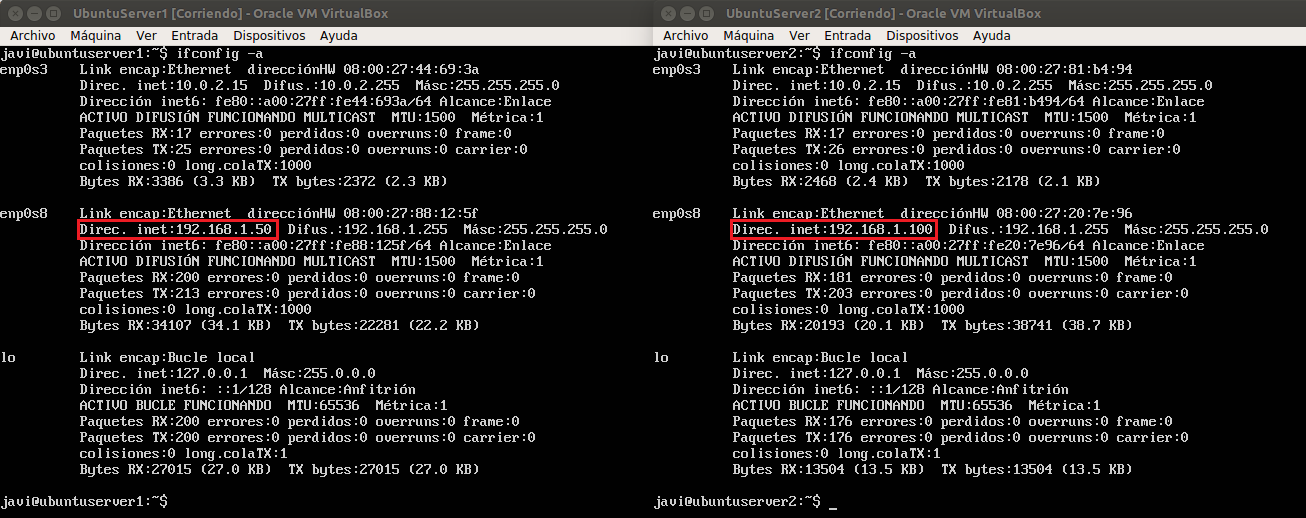 UbuntuServer1 [Corriendo] - Oracle VM VirtualBox
Archivo Máquina Ver Entrada Dispositivos Ayuda
javi@ubuntuserver1:~$ ifconfig -a
enp0s3 Link encap:Ethernet direcciónHW 08:00:27:44:69:3a
Direc. inet:10.0.2.15 Difus.:10.0.2.255 Másc:255.255.255.0
Dirección inet6: fe80::a00:27ff:fe44:693a/64 Alcance:Enlace
ACTIVO DIFUSIÓN FUNCIONANDO MULTICAST MTU:1500 Métrica:1
Paquetes RX:17 errores:0 perdidos:0 overruns:0 frame:0
Paquetes TX:25 errores:0 perdidos:0 overruns:0 carrier:0
colisiones:0 long.colaTX:1000
Bytes RX:3386 (3.3 KB) TX bytes:2372 (2.3 KB)
enp0s8 Link encap:Ethernet direcciónHW 08:00:27:88:12:5f
Direc. inet:192.168.1.50 Difus.:192.168.1.255 Másc:255.255.255.0
Dirección inet6: fe80::a00:27ff:fe88:125f/64 Alcance:Enlace
ACTIVO DIFUSIÓN FUNCIONANDO MULTICAST MTU:1500 Métrica:1
Paquetes RX:200 errores:0 perdidos:0 overruns:0 frame:0
Paquetes TX:213 errores:0 perdidos:0 overruns:0 carrier:0
colisiones:0 long.colaTX:1000
Bytes RX:34107 (34.1 KB) TX bytes:22281 (22.2 KB)
lo Link encap:Bucle local
Direc. inet:127.0.0.1 Másc:255.0.0.0
Dirección inet6: ::1/128 Alcance:Anfitrión
ACTIVO BUCLE FUNCIONANDO MTU:65536 Métrica:1
Paquetes RX:200 errores:0 perdidos:0 overruns:0 frame:0
Paquetes TX:200 errores:0 perdidos:0 overruns:0 carrier:0
colisiones:0 long.colaTX:1
Bytes RX:27015 (27.0 KB) TX bytes:27015 (27.0 KB)
javi@ubuntuserver1:~$
UbuntuServer2 [Corriendo] - Oracle VM VirtualBox
Archivo Máquina Ver Entrada Dispositivos Ayuda
javi@ubuntuserver2:~$ ifconfig -a
enp0s3 Link encap:Ethernet direcciónHW 08:00:27:81:b4:94
Direc. inet:10.0.2.15 Difus.:10.0.2.255 Másc:255.255.255.0
Dirección inet6: fe80::a00:27ff:fe81:b494/64 Alcance:Enlace
ACTIVO DIFUSIÓN FUNCIONANDO MULTICAST MTU:1500 Métrica:1
Paquetes RX:17 errores:0 perdidos:0 overruns:0 frame:0
Paquetes TX:26 errores:0 perdidos:0 overruns:0 carrier:0
colisiones:0 long.colaTX:1000
Bytes RX:2468 (2.4 KB) TX bytes:2178 (2.1 KB)
enp0s8 Link encap:Ethernet direcciónHW 08:00:27:20:7e:96
Direc. inet:192.168.1.100 Difus.:192.168.1.255 Másc:255.255.255.0
Dirección inet6: fe80::a00:27ff:fe20:7e96/64 Alcance:Enlace
ACTIVO DIFUSIÓN FUNCIONANDO MULTICAST MTU:1500 Métrica:1
Paquetes RX:181 errores:0 perdidos:0 overruns:0 frame:0
Paquetes TX:203 errores:0 perdidos:0 overruns:0 carrier:0
colisiones:0 long.colaTX:1000
Bytes RX:20193 (20.1 KB) TX bytes:38741 (38.7 KB)
lo Link encap:Bucle local
Direc. inet:127.0.0.1 Másc:255.0.0.0
Dirección inet6: ::1/128 Alcance:Anfitrión
ACTIVO BUCLE FUNCIONANDO MTU:65536 Métrica:1
Paquetes RX:176 errores:0 perdidos:0 overruns:0 frame:0
Paquetes TX:176 errores:0 perdidos:0 overruns:0 carrier:0
colisiones:0 long.colaTX:1
Bytes RX:13504 (13.5 KB) TX bytes:13504 (13.5 KB)
javi@ubuntuserver2:~$ _